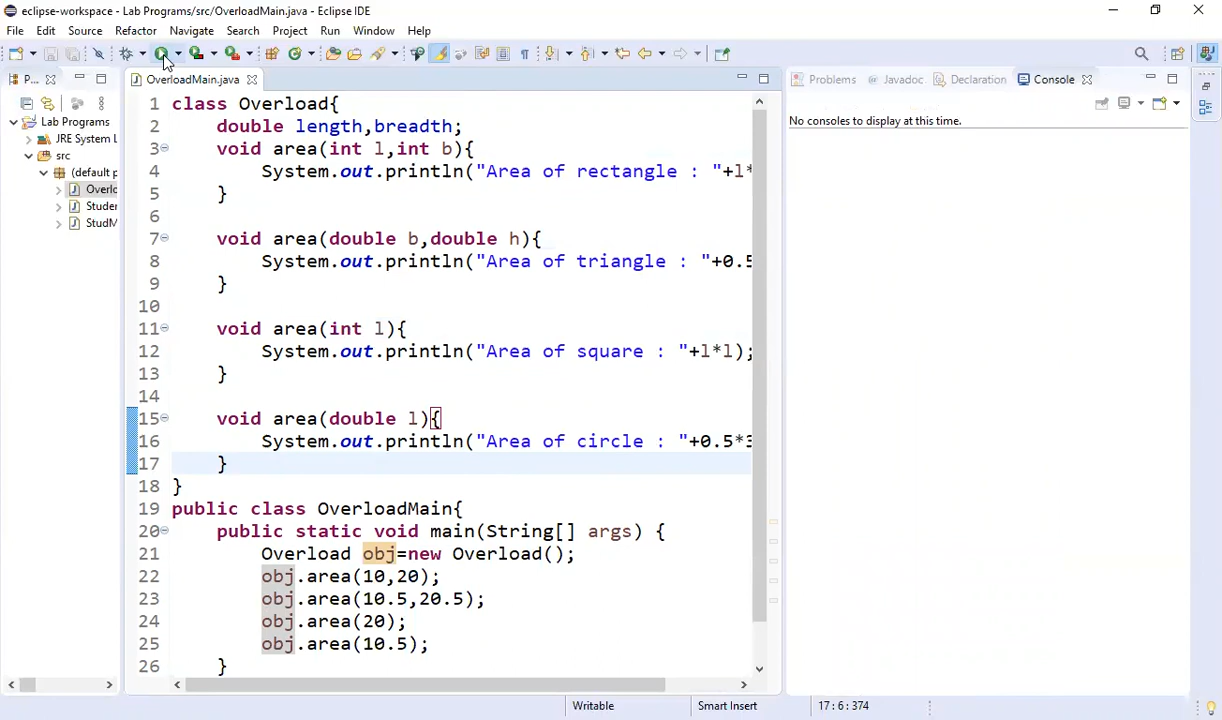 eclipse-workspace - Lab Programs/src/OverloadMain.java - Eclipse IDE
File Edit Source Refactor Navigate Search Project Run Window Help
P...
OverloadMain.java
Problems Javadoc Declaration Console
Lab Programs
JRE System L
src
(default p
Overlo
Studer
StudM
1 class Overload{
2 double length,breadth;
3 void area(int l,int b){
4 System.out.println("Area of rectangle : "+l*
5 }
6
7 void area(double b,double h){
8 System.out.println("Area of triangle : "+0.5
9 }
10
11 void area(int l){
12 System.out.println("Area of square : "+l*l);
13 }
14
15 void area(double l){
16 System.out.println("Area of circle : "+0.5*3
17 }
18 }
19 public class OverloadMain{
20 public static void main(String[] args) {
21 Overload obj=new Overload();
22 obj.area(10,20);
23 obj.area(10.5,20.5);
24 obj.area(20);
25 obj.area(10.5);
26 }
No consoles to display at this time.
Writable Smart Insert 17 : 6 : 374